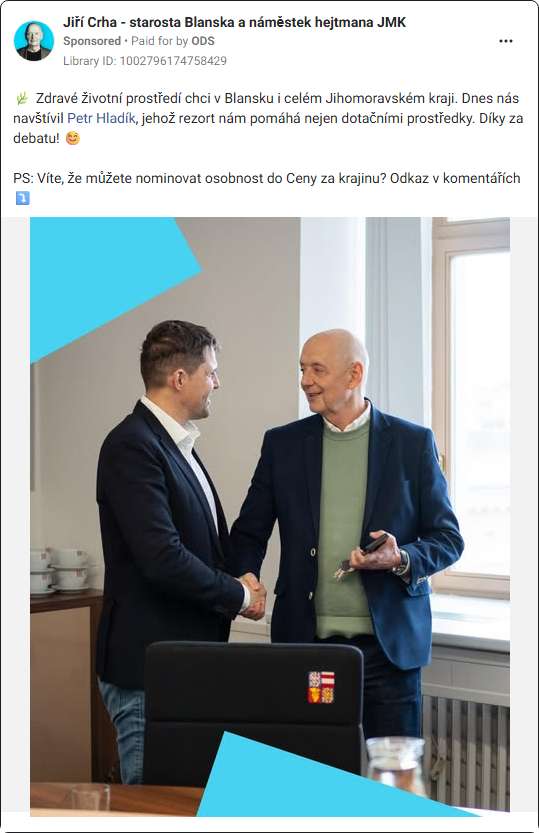 Jiří Crha - starosta Blanska a náměstek hejtmana JMK
Sponsored • Paid for by ODS
Library ID: 1002796174758429
🌿 Zdravé životní prostředí chci v Blansku i celém Jihomoravském kraji. Dnes nás
navštívil Petr Hladík, jehož rezort nám pomáhá nejen dotačními prostředky. Díky za
debatu! 😊
PS: Víte, že můžete nominovat osobnost do Ceny za krajinu? Odkaz v komentářích
⤵️